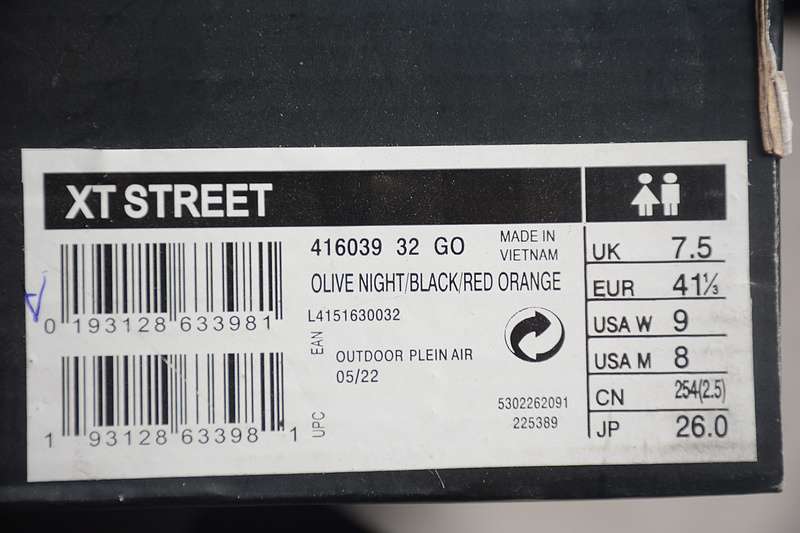 XT STREET
416039 32 GO
MADE IN
VIETNAM
OLIVE NIGHT/BLACK/RED ORANGE
L4151630032
EAN
0 193128 633981
OUTDOOR PLEIN AIR
05/22
UPC
1 93128 63398 1
5302262091
225389
UK 7.5
EUR 41⅓
USA W 9
USA M 8
CN 254(2.5)
JP 26.0